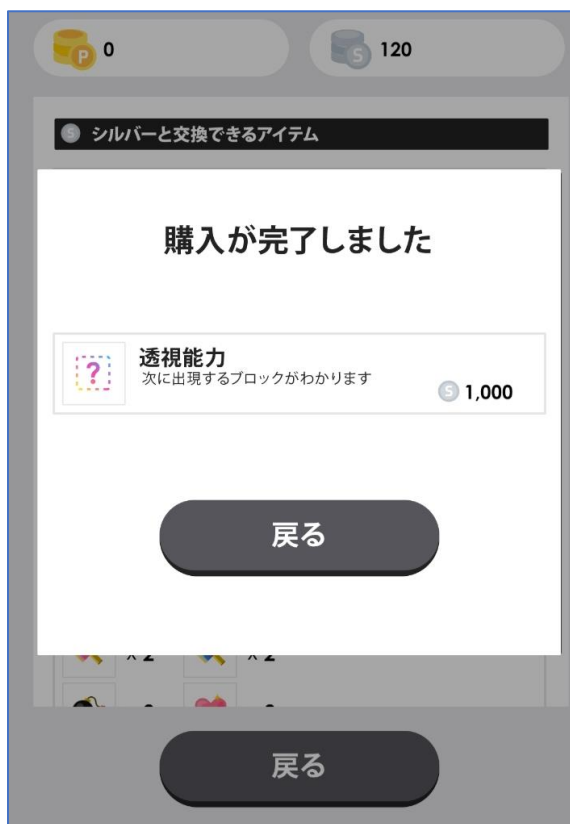 P 0
S 120
S シルバーと交換できるアイテム
購入が完了しました
? 透視能力
次に出現するブロックがわかります
S 1,000
戻る
x 2 x 2
戻る